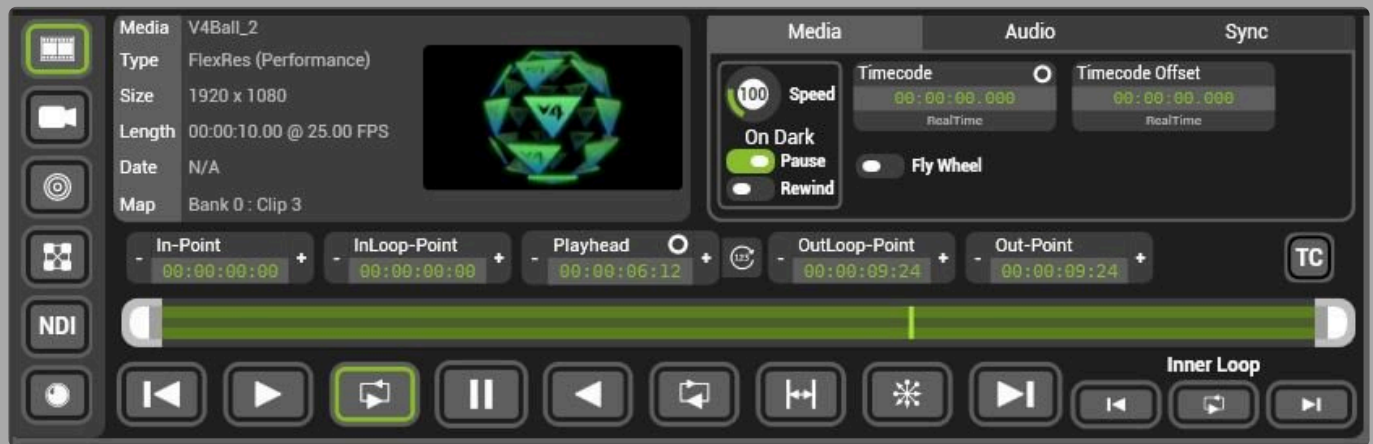 Media V4Ball_2
Type FlexRes (Performance)
Size 1920 x 1080
Length 00:00:10.00 @ 25.00 FPS
Date N/A
Map Bank 0 : Clip 3
V4
Media Audio Sync
100 Speed
On Dark
Pause
Rewind
Timecode
00:00:00.000
RealTime
Timecode Offset
00:00:00.000
RealTime
Fly Wheel
NDI
In-Point
- 00:00:00:00 +
InLoop-Point
- 00:00:00:00 +
Playhead
- 00:00:06:12 +
123
OutLoop-Point
- 00:00:09:24 +
Out-Point
- 00:00:09:24 +
TC
Inner Loop